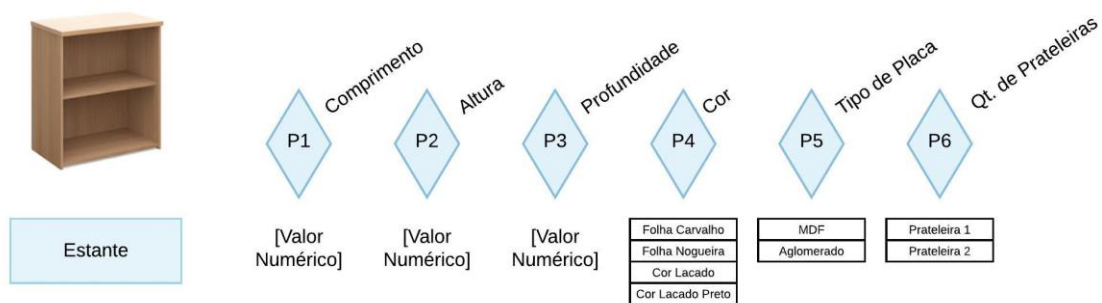 Comprimento
Altura
Profundidade
Cor
Tipo de Placa
Qt. de Prateleiras
P1
P2
P3
P4
P5
P6
Estante
[Valor
Numérico]
[Valor
Numérico]
[Valor
Numérico]
Folha Carvalho
Folha Nogueira
Cor Lacado
Cor Lacado Preto
MDF
Aglomerado
Prateleira 1
Prateleira 2